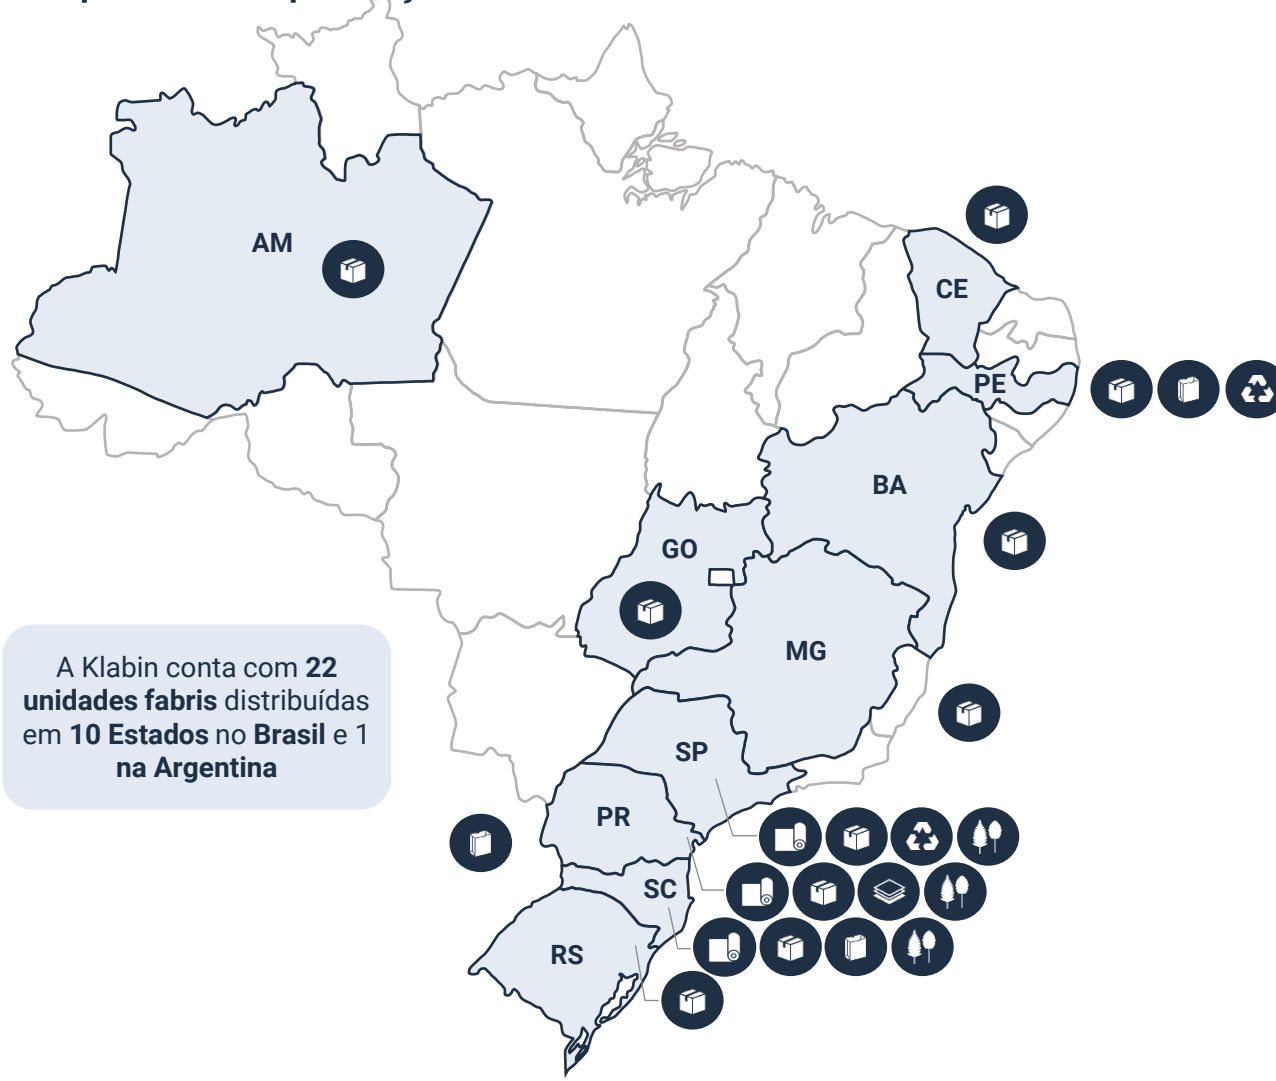 AM
CE
PE
BA
GO
MG
A Klabin conta com 22
unidades fabris distribuídas
em 10 Estados no Brasil e 1
na Argentina
SP
PR
SC
RS